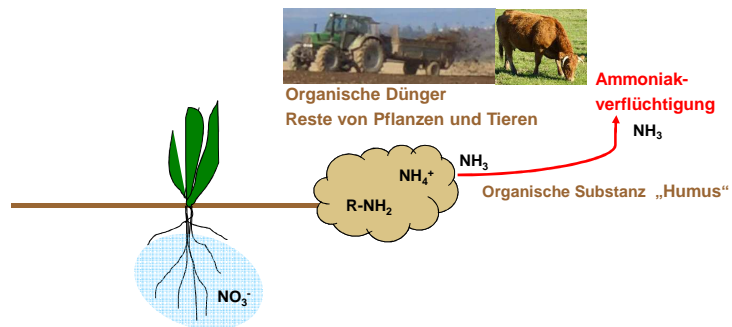 Organische Dünger
Reste von Pflanzen und Tieren
Ammoniak-
verflüchtigung
NH₃
NH₃
NH₄⁺
Organische Substanz „Humus“
R-NH₂
NO₃⁻